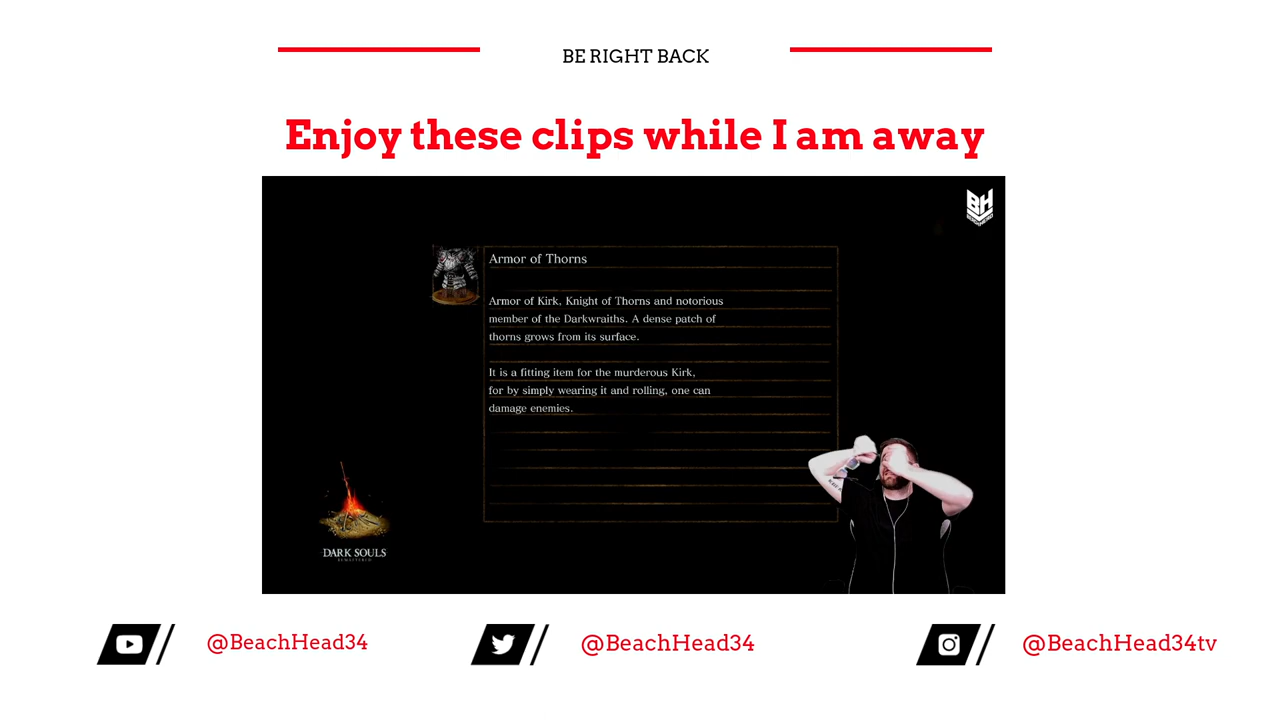 BE RIGHT BACK
Enjoy these clips while I am away
BH
Armor of Thorns
Armor of Kirk, Knight of Thorns and notorious
member of the Darkwraiths. A dense patch of
thorns grows from its surface.
It is a fitting item for the murderous Kirk,
for by simply wearing it and rolling, one can
damage enemies.
DARK SOULS
REMASTERED
@BeachHead34
@BeachHead34
@BeachHead34tv